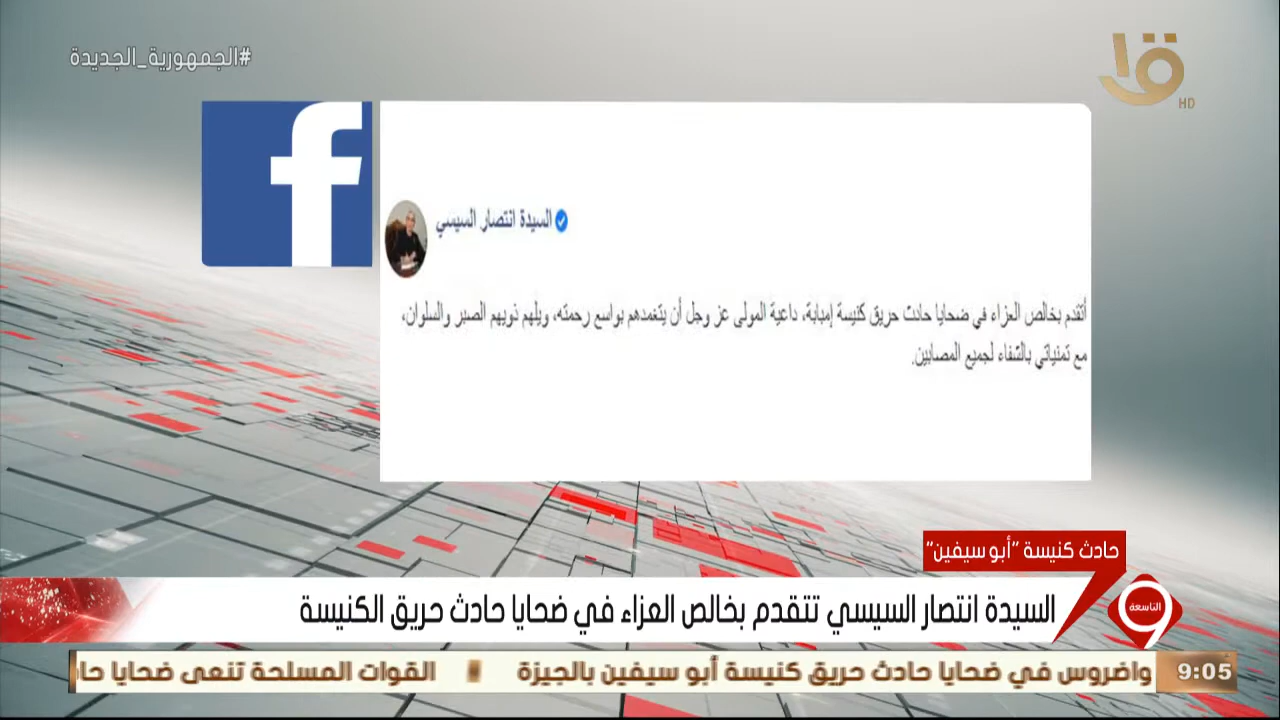 #الجمهورية_الجديدة
HD
السيدة انتصار السيسي
أتقدم بخالص العزاء في ضحايا حادث حريق كنيسة إمبابة، داعية المولى عز وجل أن يتغمدهم بواسع رحمته، ويلهم ذويهم الصبر والسلوان،
مع تمنياتي بالشفاء لجميع المصابين.
حادث كنيسة "أبو سيفين"
السيدة انتصار السيسي تتقدم بخالص العزاء في ضحايا حادث حريق الكنيسة
التاسعة
9:05 واضروس في ضحايا حادث حريق كنيسة أبو سيفين بالجيزة القوات المسلحة تنعى ضحايا حا